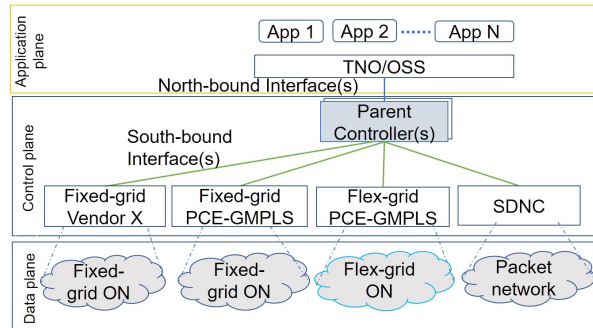 Application
plane
App 1
App 2
App N
TNO/OSS
North-bound Interface(s)
Control plane
Parent
Controller(s)
South-bound
Interface(s)
Fixed-grid
Vendor X
Fixed-grid
PCE-GMPLS
Flex-grid
PCE-GMPLS
SDNC
Data plane
Fixed-
grid ON
Fixed-
grid ON
Flex-grid
ON
Packet
network